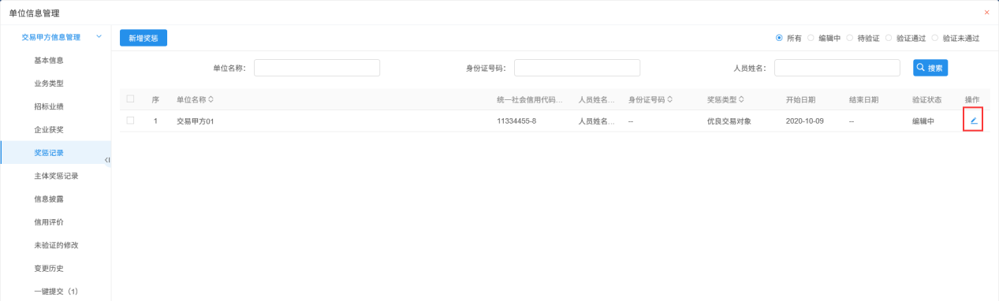 单位信息管理
交易甲方信息管理
新增奖惩
所有 编辑中 待验证 验证通过 验证未通过
基本信息
单位名称： 身份证号码： 人员姓名： 搜索
业务类型
招标业绩
序 单位名称 统一社会信用代码... 人员姓名... 身份证号码 奖惩类型 开始日期 结束日期 验证状态 操作
企业获奖
1 交易甲方01 11334455-8 人员姓名... -- 优良交易对象 2020-10-09 -- 编辑中
奖惩记录
主体奖惩记录
信息披露
信用评价
未验证的修改
变更历史
一键提交（1）